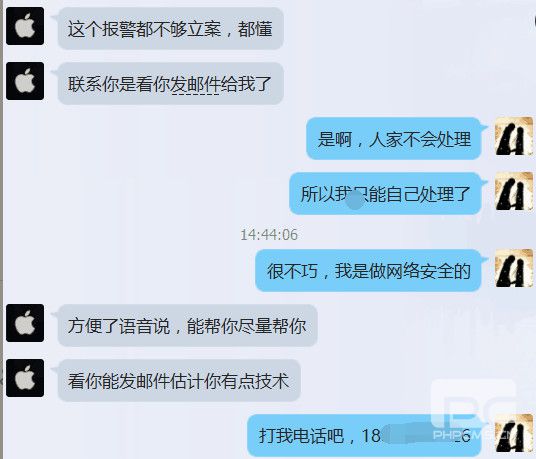 这个报警都不够立案，都懂
联系你是看你发邮件给我了
是啊，人家不会处理
所以我只能自己处理了
14:44:06
很不巧，我是做网络安全的
方便了语音说，能帮你尽量帮你
看你能发邮件估计你有点技术
打我电话吧，18 26